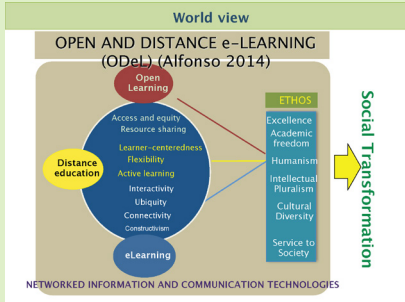 World view
OPEN AND DISTANCE e-LEARNING
(ODeL) (Alfonso 2014)
Open
Learning
Access and equity
Resource sharing
Learner-centeredness
Flexibility
Active learning
Interactivity
Ubiquity
Connectivity
Constructivism
Distance
education
eLearning
ETHOS
Excellence
Academic
freedom
Humanism
Intellectual
Pluralism
Cultural
Diversity
Service to
Society
Social Transformation
NETWORKED INFORMATION AND COMMUNICATION TECHNOLOGIES